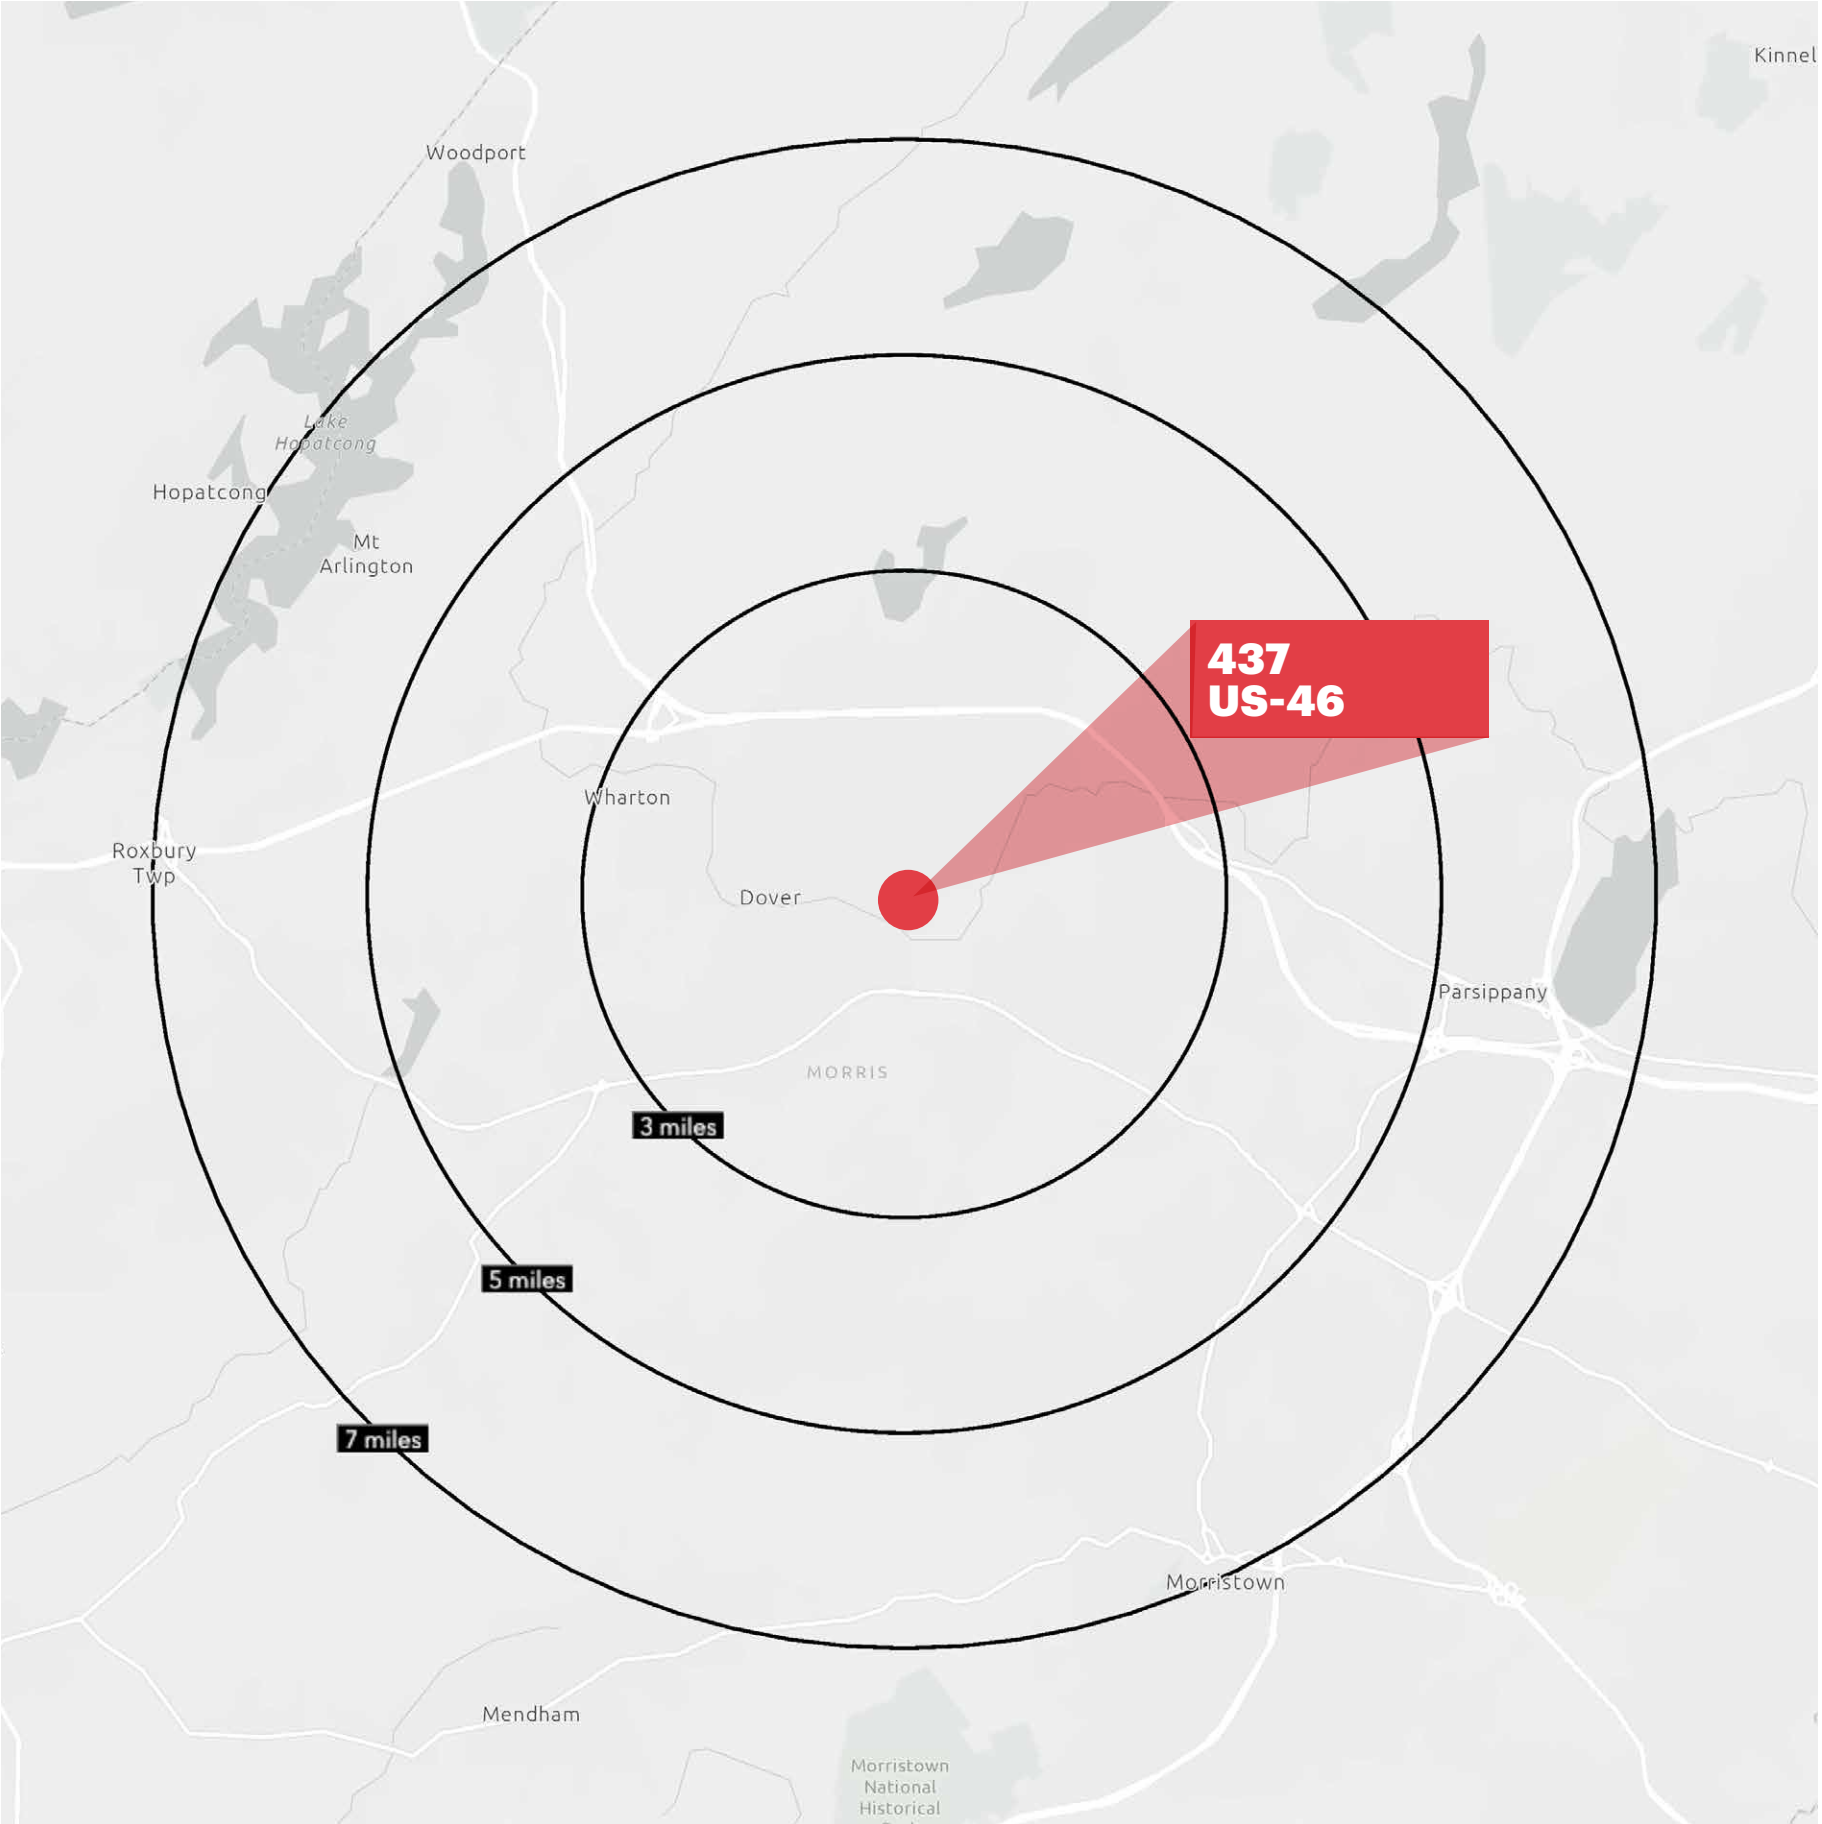 Kinnel
Woodport
Lake
Hopatcong
Hopatcong
Mt
Arlington
437
US-46
Wharton
Roxbury
Twp
Dover
Parsippany
MORRIS
3 miles
5 miles
7 miles
Morristown
Mendham
Morristown
National
Historical